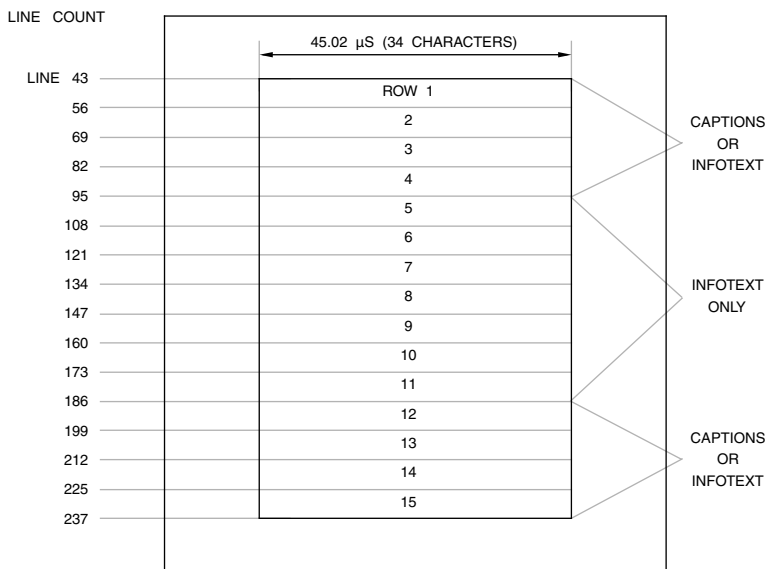 LINE COUNT
45.02 µS (34 CHARACTERS)
LINE 43
ROW 1
56
2
69
3
82
4
95
5
108
6
121
7
134
8
147
9
160
10
173
11
186
12
199
13
212
14
225
15
237
CAPTIONS
OR
INFOTEXT
INFOTEXT
ONLY
CAPTIONS
OR
INFOTEXT